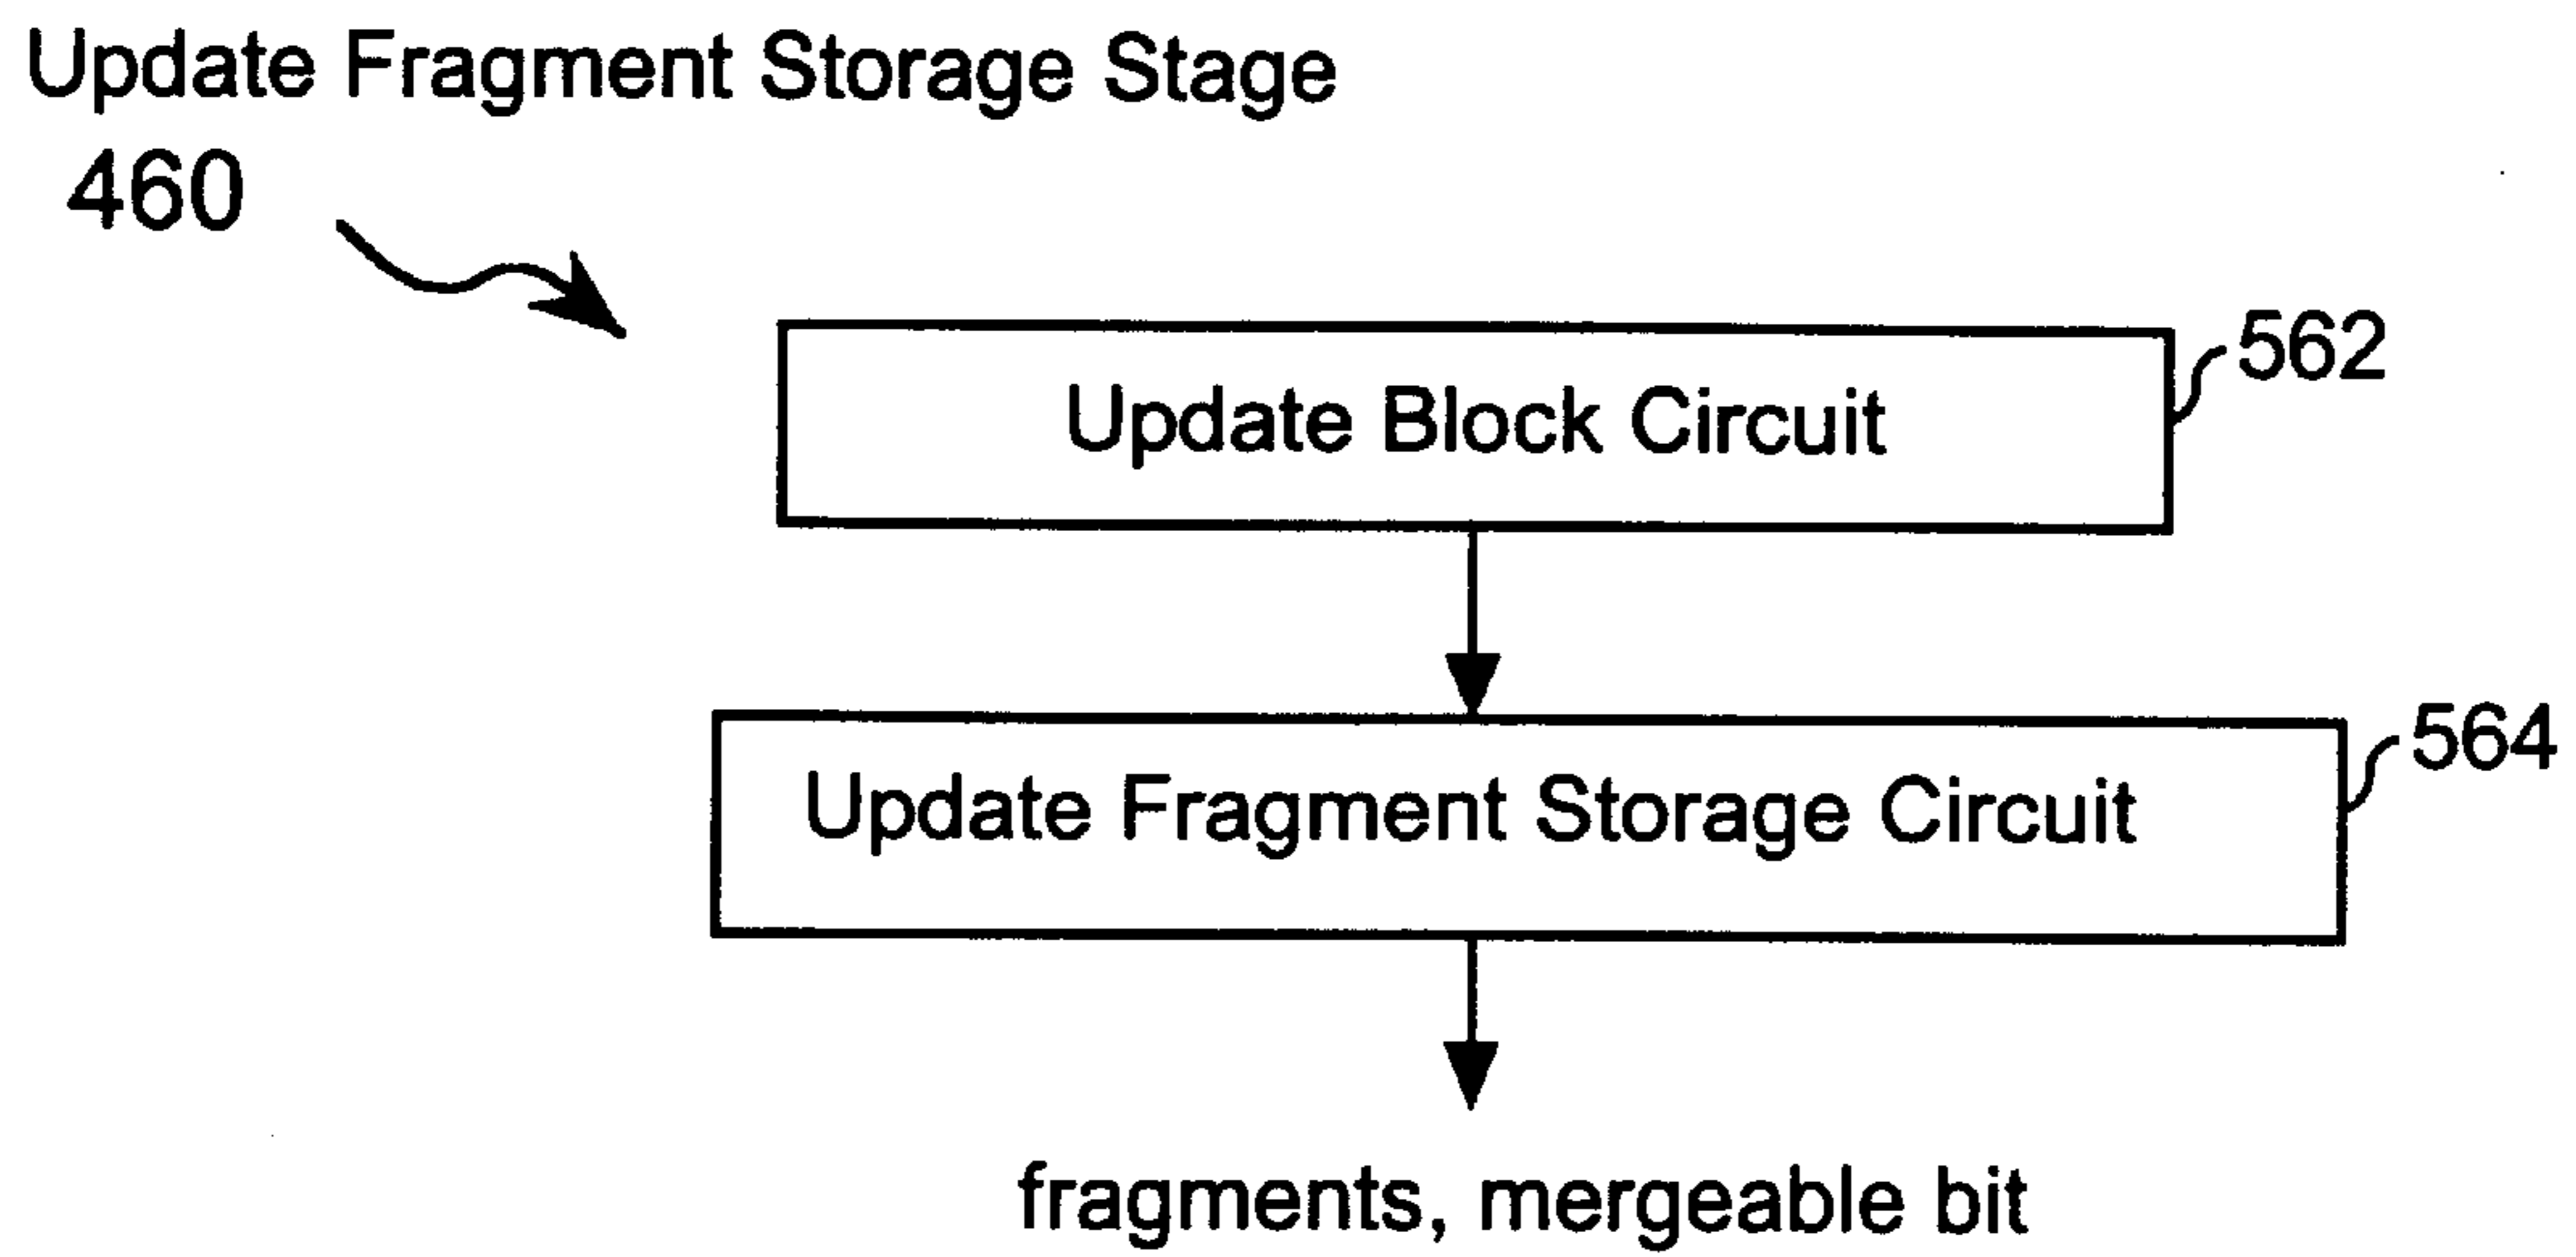 Update Fragment Storage Stage
460
562
Update Block Circuit
564
Update Fragment Storage Circuit
fragments, mergeable bit